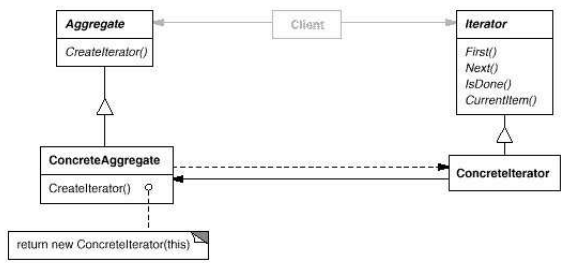 Aggregate
CreateIterator()
Client
Iterator
First()
Next()
IsDone()
CurrentItem()
ConcreteAggregate
CreateIterator()
ConcreteIterator
return new ConcreteIterator(this)